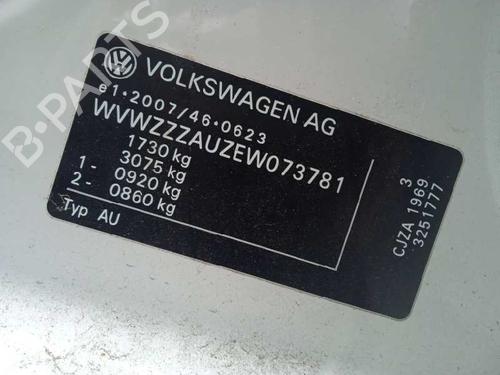 VOLKSWAGEN AG
e1*2007/46*0623
WVWZZZAUZEW073781
1730 kg
1- 3075 kg
2- 0920 kg
0860 kg
Typ AU
3
CJZA 1969
3251777
B-PARTS